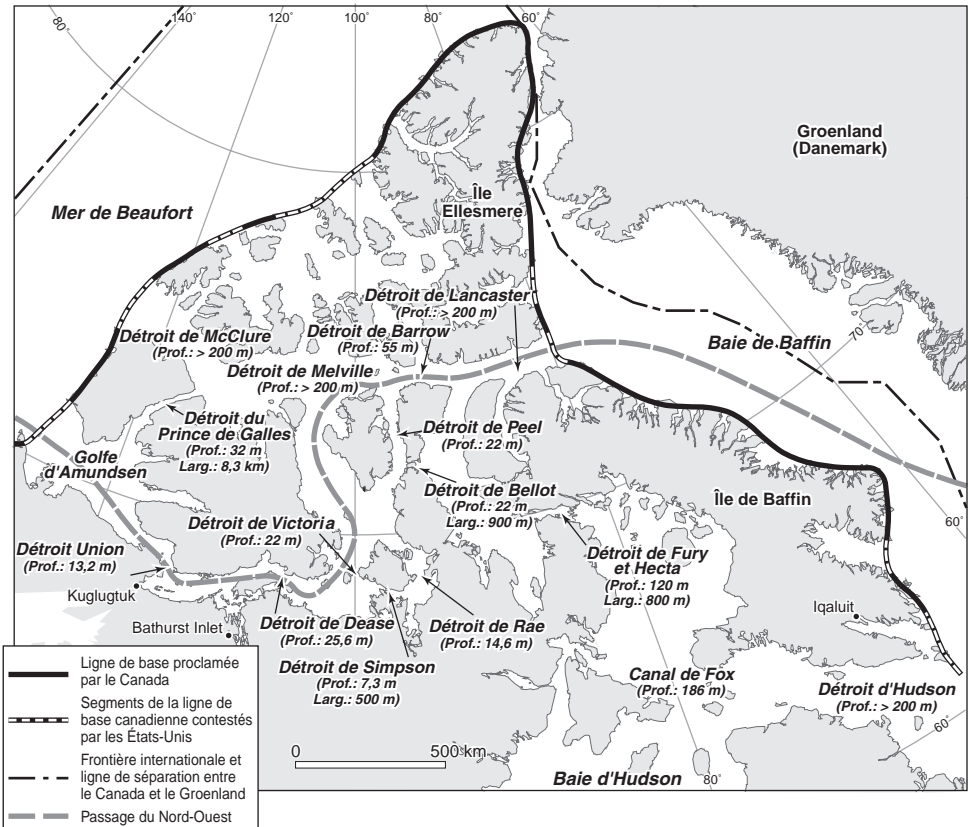 80˚
140˚
120˚
100˚
80˚
60˚
60˚
Groenland
(Danemark)
Mer de Beaufort
Île
Ellesmere
Détroit de Lancaster
(Prof.: > 200 m)
Détroit de McClure
(Prof.: > 200 m)
Détroit de Barrow
(Prof.: 55 m)
Baie de Baffin
70˚
Détroit de Melville
(Prof.: > 200 m)
Détroit du
Prince de Galles
(Prof.: 32 m
Larg.: 8,3 km)
Détroit de Peel
(Prof.: 22 m)
Golfe
d'Amundsen
Détroit de Bellot
(Prof.: 22 m
Larg.: 900 m)
Île de Baffin
Détroit de Victoria
(Prof.: 22 m)
60˚
Détroit Union
(Prof.: 13,2 m)
Détroit de Fury
et Hecta
(Prof.: 120 m
Larg.: 800 m)
Kuglugtuk
Iqaluit
Bathurst Inlet
Détroit de Dease
(Prof.: 25,6 m)
Détroit de Rae
(Prof.: 14,6 m)
Détroit de Simpson
(Prof.: 7,3 m
Larg.: 500 m)
Canal de Fox
(Prof.: 186 m)
Détroit d'Hudson
(Prof.: > 200 m)
60˚
0
500 km
Baie d'Hudson
80˚
Ligne de base proclamée
par le Canada
Segments de la ligne de
base canadienne contestés
par les États-Unis
Frontière internationale et
ligne de séparation entre
le Canada et le Groenland
Passage du Nord-Ouest